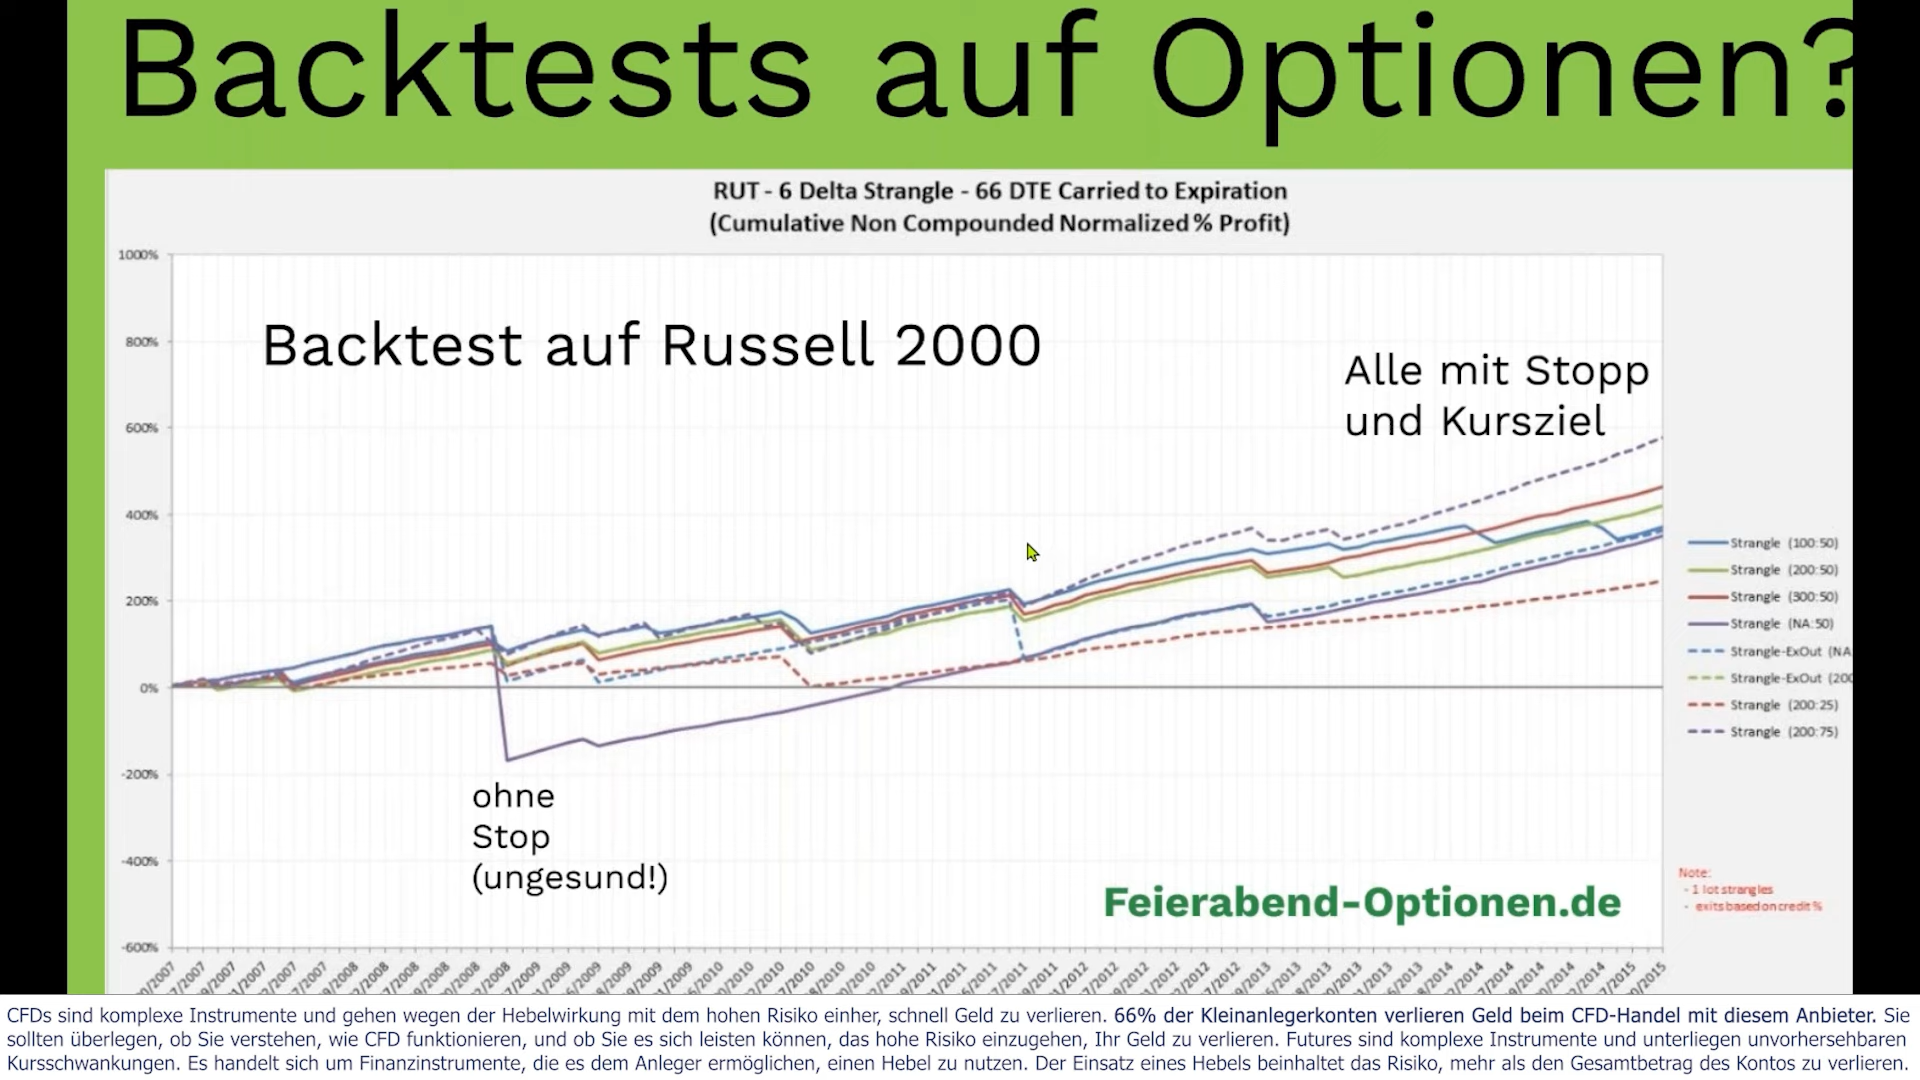 Backtests auf Optionen?
RUT - 6 Delta Strangle - 66 DTE Carried to Expiration
(Cumulative Non Compounded Normalized % Profit)
1000%
800%
600%
400%
200%
0%
-200%
-400%
-600%
Backtest auf Russell 2000
Alle mit Stopp
und Kursziel
ohne
Stop
(ungesund!)
Strangle (100:50)
Strangle (200:50)
Strangle (300:50)
Strangle (NA:50)
Strangle-ExOut (NA
Strangle-ExOut (200
Strangle (200:25)
Strangle (200:75)
Note:
- 1 lot strangles
- exits based on credit %
Feierabend-Optionen.de
CFDs sind komplexe Instrumente und gehen wegen der Hebelwirkung mit dem hohen Risiko einher, schnell Geld zu verlieren. 66% der Kleinanlegerkonten verlieren Geld beim CFD-Handel mit diesem Anbieter. Sie
sollten überlegen, ob Sie verstehen, wie CFD funktionieren, und ob Sie es sich leisten können, das hohe Risiko einzugehen, Ihr Geld zu verlieren. Futures sind komplexe Instrumente und unterliegen unvorhersehbaren
Kursschwankungen. Es handelt sich um Finanzinstrumente, die es dem Anleger ermöglichen, einen Hebel zu nutzen. Der Einsatz eines Hebels beinhaltet das Risiko, mehr als den Gesamtbetrag des Kontos zu verlieren.